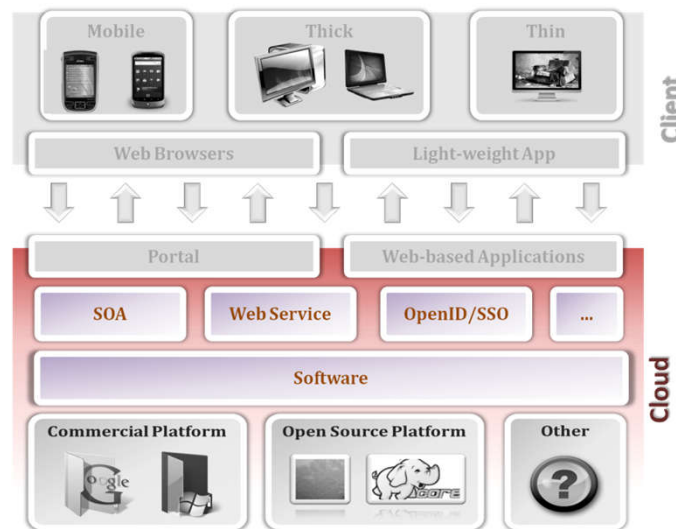 Mobile
Thick
Thin
Client
Web Browsers
Light-weight App
Portal
Web-based Applications
SOA
Web Service
OpenID/SSO
...
Software
Cloud
Commercial Platform
Open Source Platform
Other
Google
?